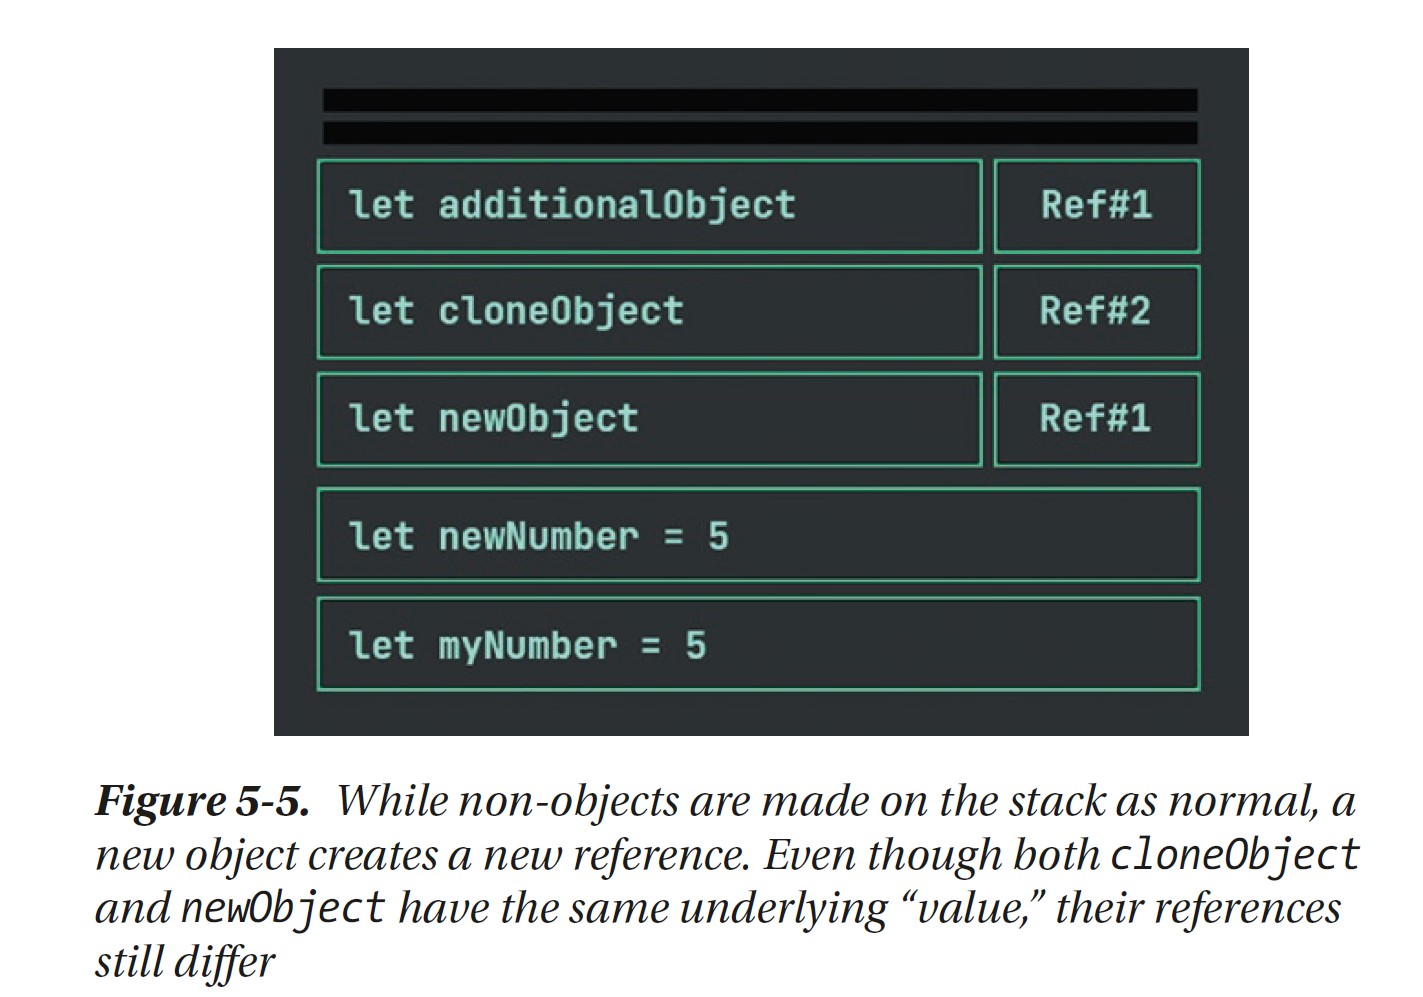 let additionalObject Ref#1
let cloneObject Ref#2
let newObject Ref#1
let newNumber = 5
let myNumber = 5
Figure 5-5. While non-objects are made on the stack as normal, a
new object creates a new reference. Even though both cloneObject
and newObject have the same underlying “value,” their references
still differ